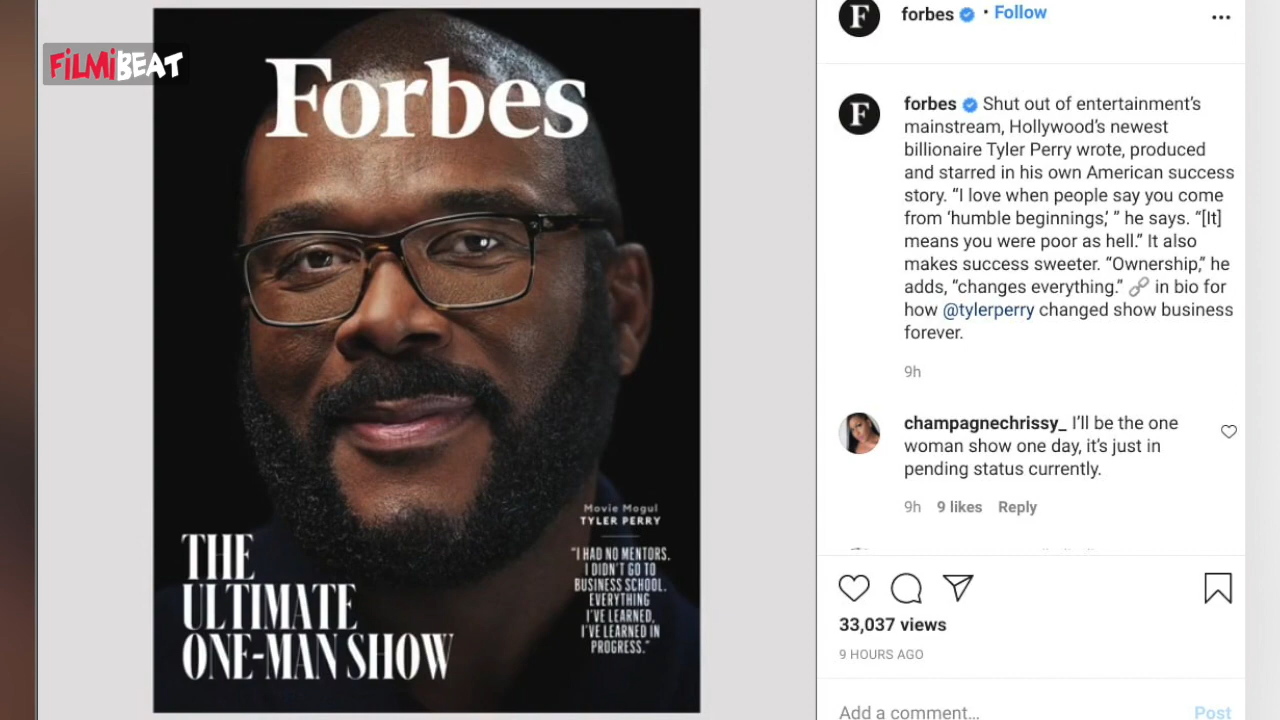 FILMIBEAT
Forbes
Movie Mogul
TYLER PERRY
"I HAD NO MENTORS.
I DIDN'T GO TO
BUSINESS SCHOOL.
EVERYTHING
I'VE LEARNED,
I'VE LEARNED IN
PROGRESS."
THE
ULTIMATE
ONE-MAN SHOW
F
forbes • Follow
...
F
forbes Shut out of entertainment's
mainstream, Hollywood's newest
billionaire Tyler Perry wrote, produced
and starred in his own American success
story. “I love when people say you come
from ‘humble beginnings,’ ” he says. “[It]
means you were poor as hell.” It also
makes success sweeter. “Ownership,” he
adds, “changes everything.” 🔗 in bio for
how @tylerperry changed show business
forever.
9h
champagnechrissy_ I’ll be the one
woman show one day, it’s just in
pending status currently.
9h 9 likes Reply
33,037 views
9 HOURS AGO
Add a comment... Post